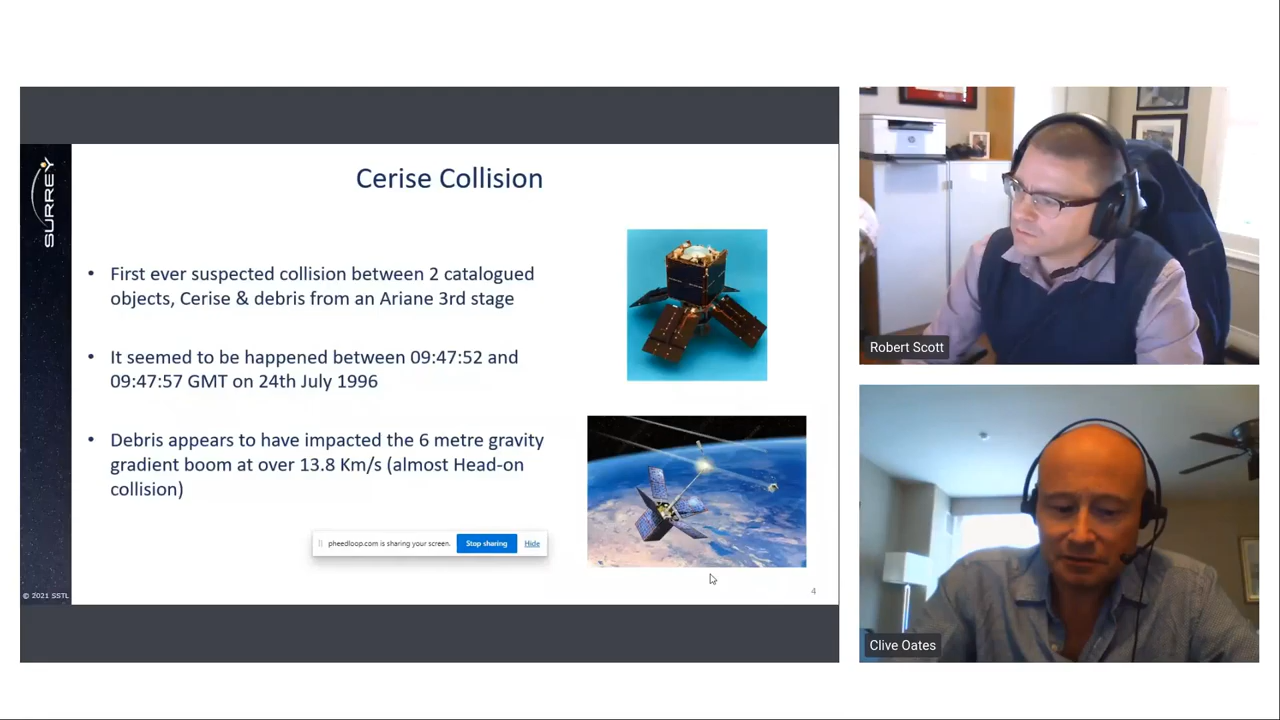 Cerise Collision
SURREY
• First ever suspected collision between 2 catalogued
objects, Cerise & debris from an Ariane 3rd stage
• It seemed to be happened between 09:47:52 and
09:47:57 GMT on 24th July 1996
• Debris appears to have impacted the 6 metre gravity
gradient boom at over 13.8 Km/s (almost Head-on
collision)
pheedloop.com is sharing your screen. Stop sharing Hide
© 2021 SSTL
4
Robert Scott
Clive Oates